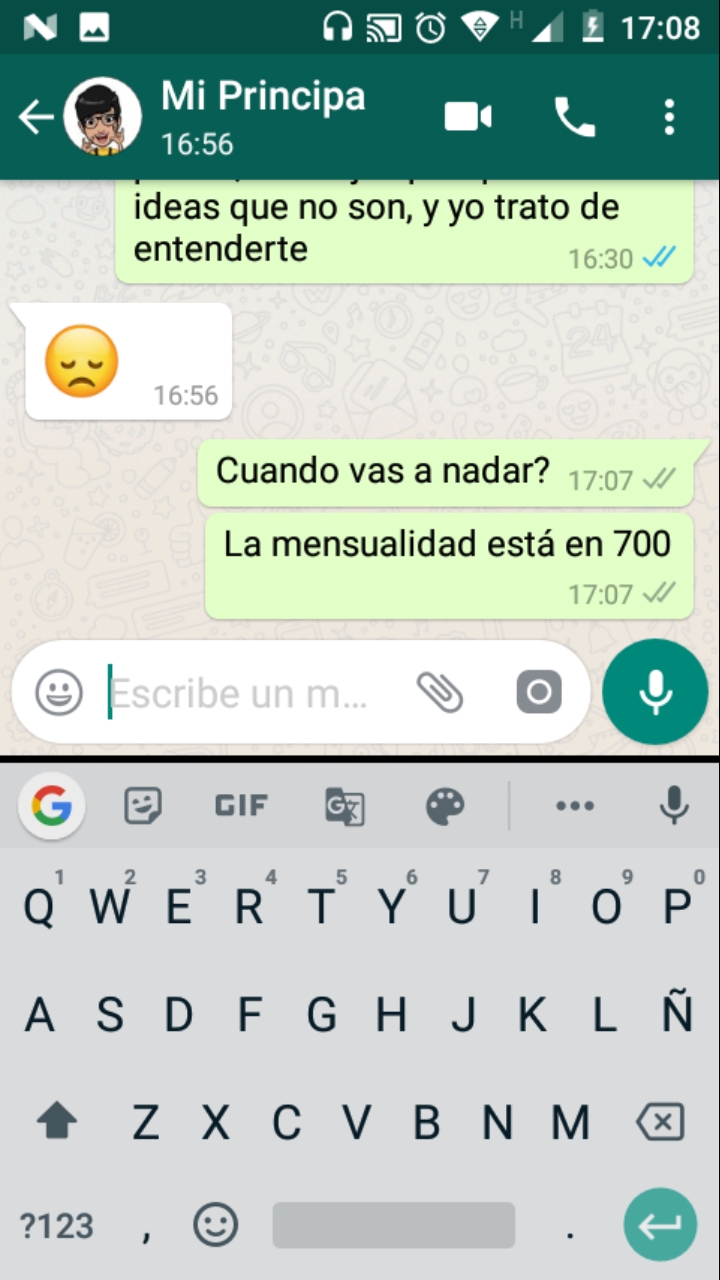 17:08
Mi Principa
16:56
ideas que no son, y yo trato de
entenderte
16:30
16:56
Cuando vas a nadar? 17:07
La mensualidad está en 700
17:07
Escribe un m...
G GIF G
1 2 3 4 5 6 7 8 9 0
Q W E R T Y U I O P
A S D F G H J K L Ñ
Z X C V B N M
?123 , .